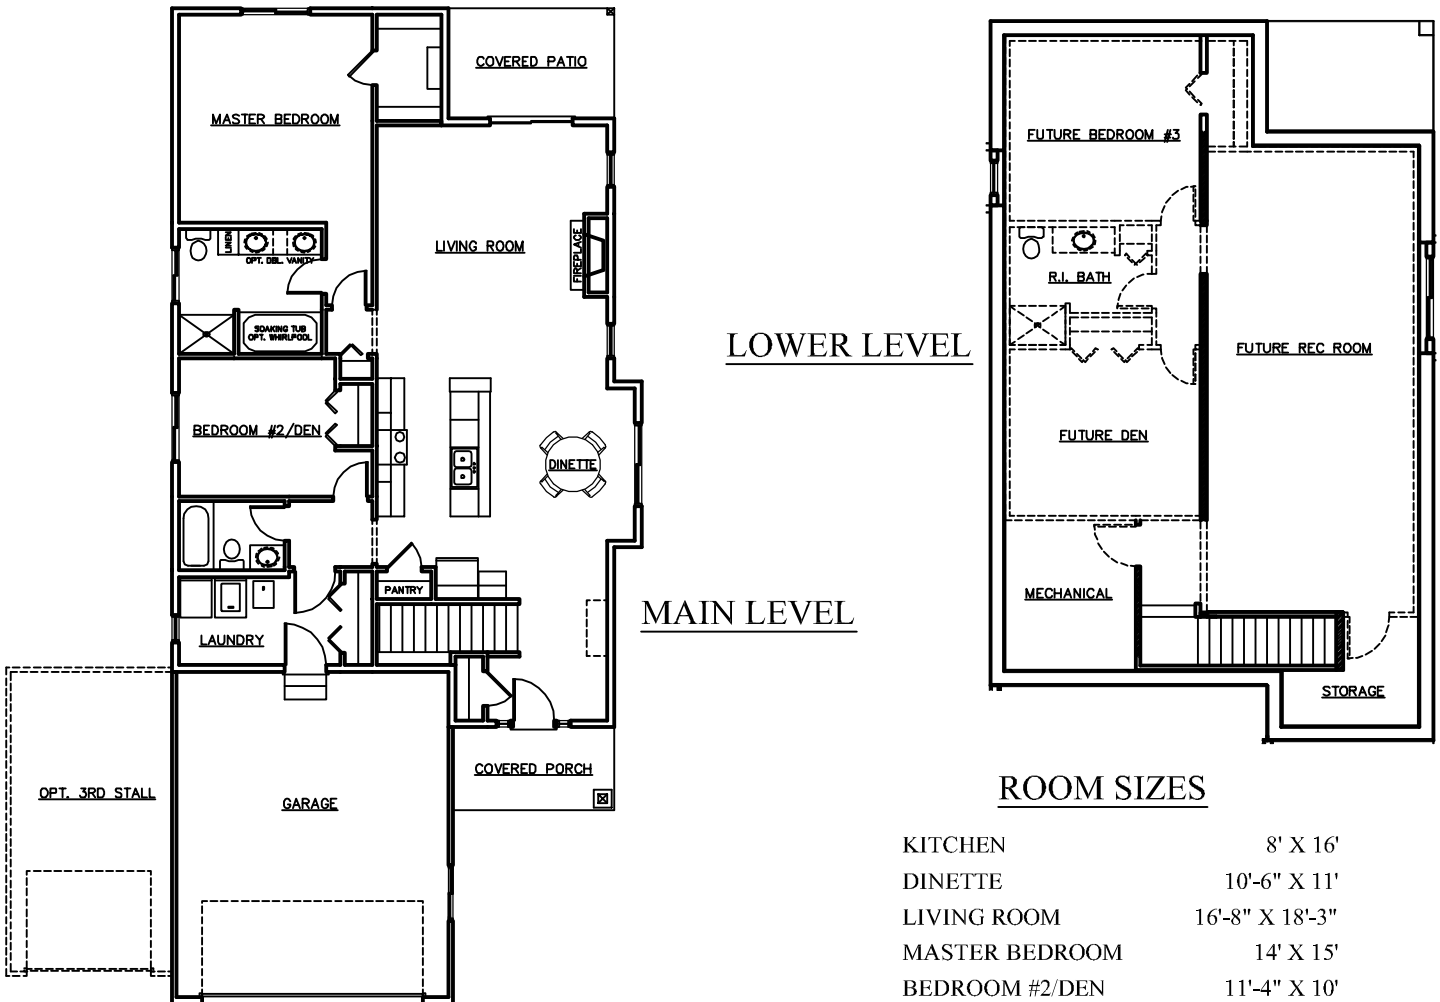 COVERED PATIO
MASTER BEDROOM
LIVING ROOM
FIREPLACE
LINEN
OPT. DBL. VANITY
SOAKING TUB
OPT. WHIRLPOOL
BEDROOM #2/DEN
DINETTE
PANTRY
LAUNDRY
COVERED PORCH
OPT. 3RD STALL
GARAGE
MAIN LEVEL
LOWER LEVEL
FUTURE BEDROOM #3
R.I. BATH
FUTURE REC ROOM
FUTURE DEN
MECHANICAL
STORAGE
ROOM SIZES
KITCHEN 8' X 16'
DINETTE 10'-6" X 11'
LIVING ROOM 16'-8" X 18'-3"
MASTER BEDROOM 14' X 15'
BEDROOM #2/DEN 11'-4" X 10'